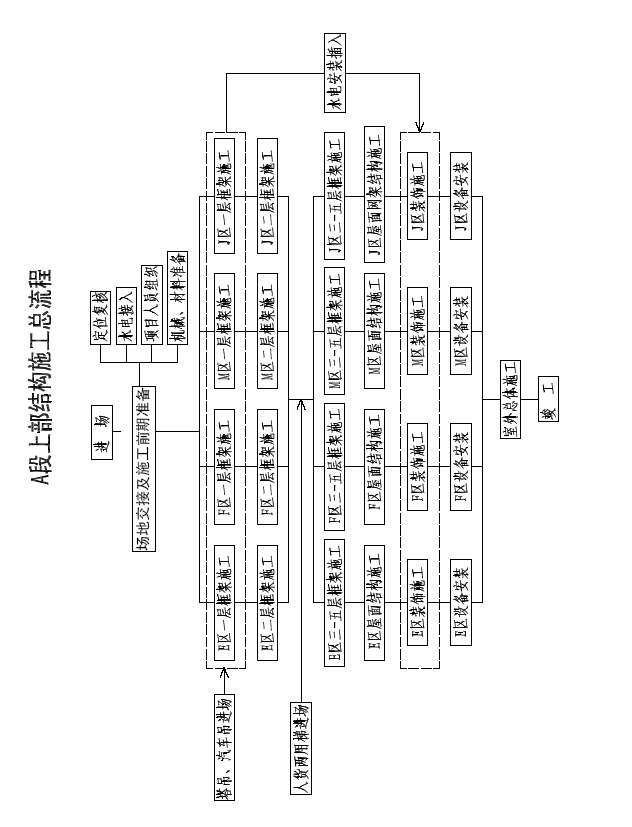 A段上部结构施工总流程
进 场
场地交接及施工前期准备
定位复核
水电接入
项目人员组织
机械、材料准备
塔吊、汽车吊进场
E区一层框架施工
F区一层框架施工
M区一层框架施工
J区一层框架施工
水电安装插入
E区二层框架施工
F区二层框架施工
M区二层框架施工
J区二层框架施工
人货两用梯进场
E区三-五层框架施工
F区三-五层框架施工
M区三-五层框架施工
J区三-五层框架施工
E区屋面结构施工
F区屋面结构施工
M区屋面结构施工
J区屋面网架结构施工
E区装饰施工
F区装饰施工
M区装饰施工
J区装饰施工
E区设备安装
F区设备安装
M区设备安装
J区设备安装
室外总体施工
竣 工